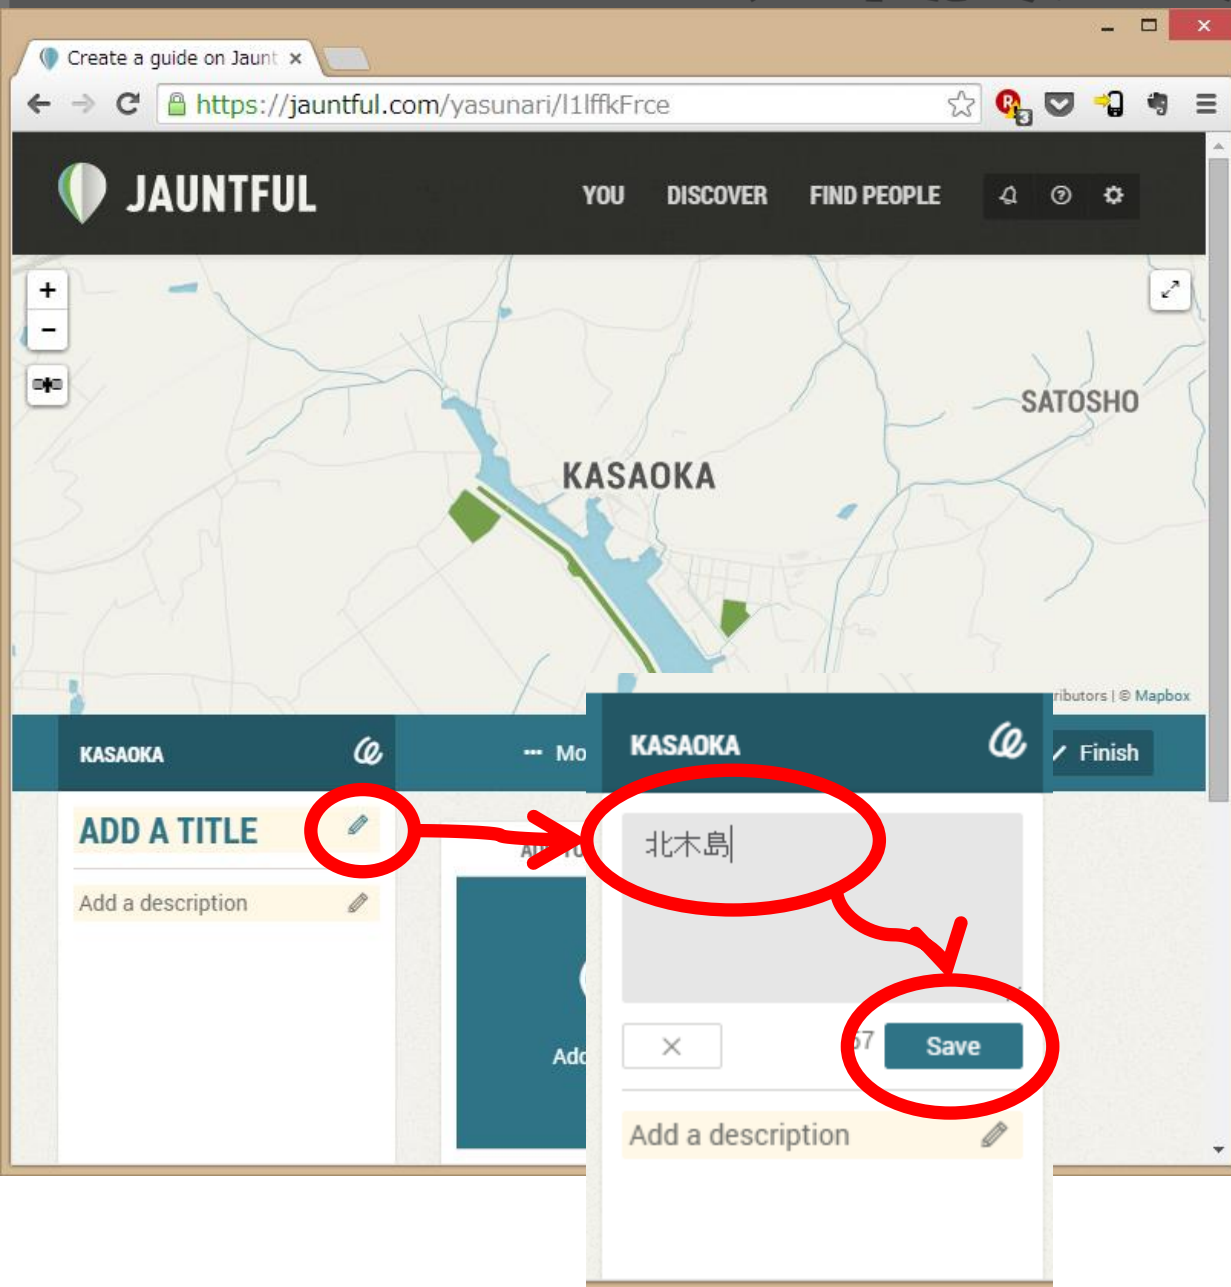 Create a guide on Jaunt
https://jauntful.com/yasunari/l1lffkFrce
3
JAUNTFUL
YOU DISCOVER FIND PEOPLE
+
−
SATOSHO
KASAOKA
© Mapbox
KASAOKA
KASAOKA
Finish
ADD A TITLE
北木島
Add a description
Save
Add a description